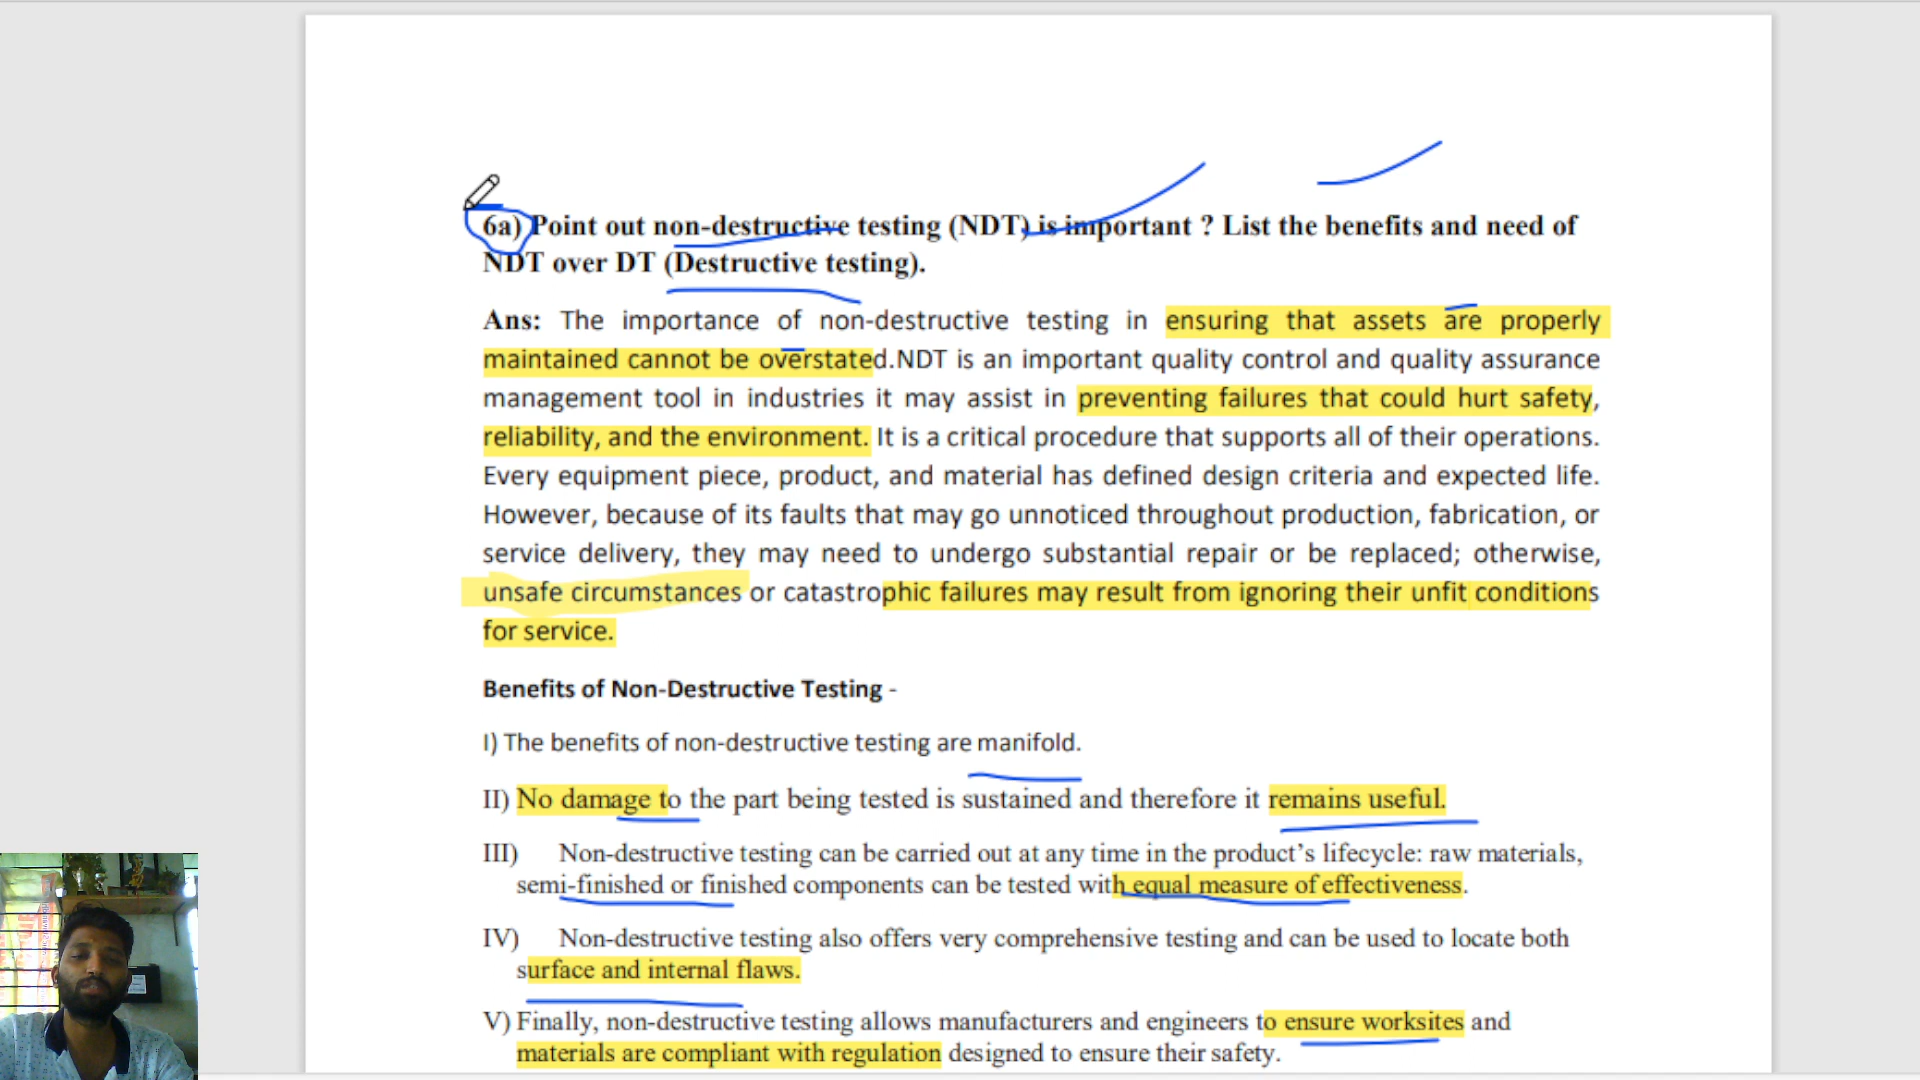 6a) Point out non-destructive testing (NDT) is important ? List the benefits and need of
NDT over DT (Destructive testing).
Ans: The importance of non-destructive testing in ensuring that assets are properly
maintained cannot be overstated.NDT is an important quality control and quality assurance
management tool in industries it may assist in preventing failures that could hurt safety,
reliability, and the environment. It is a critical procedure that supports all of their operations.
Every equipment piece, product, and material has defined design criteria and expected life.
However, because of its faults that may go unnoticed throughout production, fabrication, or
service delivery, they may need to undergo substantial repair or be replaced; otherwise,
unsafe circumstances or catastrophic failures may result from ignoring their unfit conditions
for service.
Benefits of Non-Destructive Testing -
I) The benefits of non-destructive testing are manifold.
II) No damage to the part being tested is sustained and therefore it remains useful.
III) Non-destructive testing can be carried out at any time in the product’s lifecycle: raw materials,
semi-finished or finished components can be tested with equal measure of effectiveness.
IV) Non-destructive testing also offers very comprehensive testing and can be used to locate both
surface and internal flaws.
V) Finally, non-destructive testing allows manufacturers and engineers to ensure worksites and
materials are compliant with regulation designed to ensure their safety.